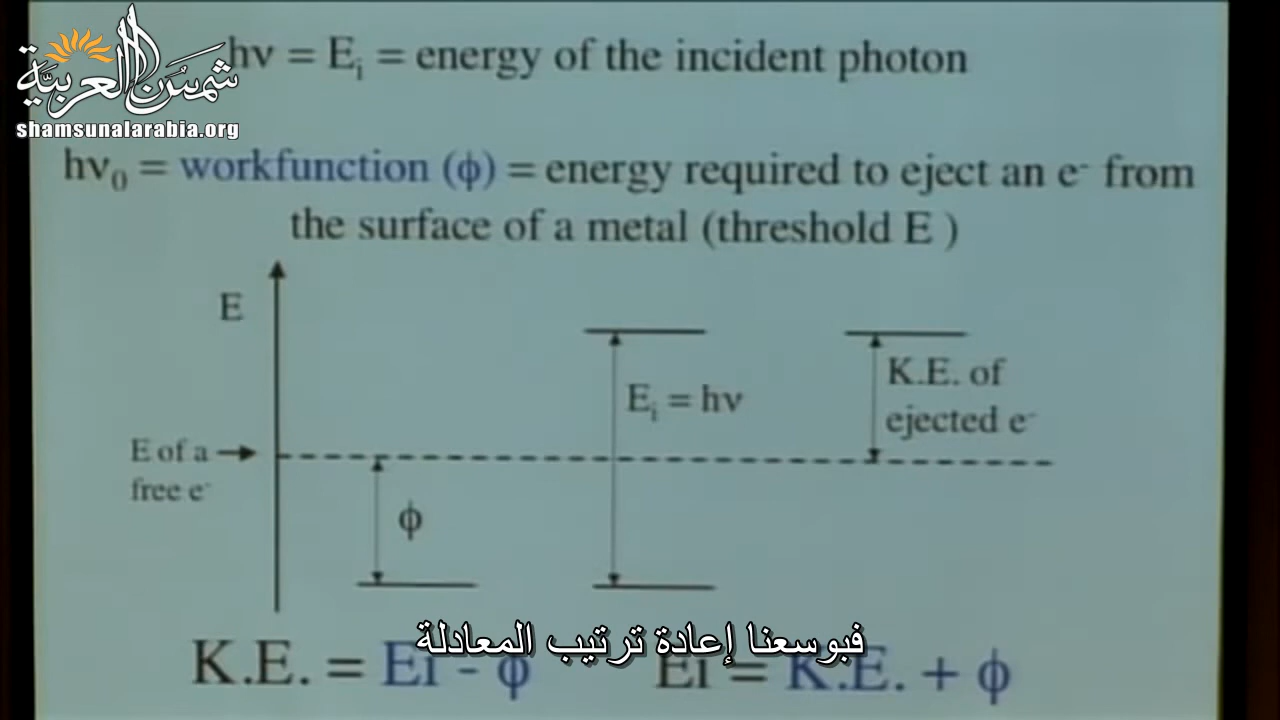 شمس العربية
shamsunalarabia.org
hν = Ei = energy of the incident photon
hν0 = workfunction (ϕ) = energy required to eject an e- from
the surface of a metal (threshold E )
E
Ei = hν
K.E. of
ejected e-
E of a
free e-
ϕ
فبوسعنا إعادة ترتيب المعادلة
K.E. = Ei - ϕ
Ei = K.E. + ϕ